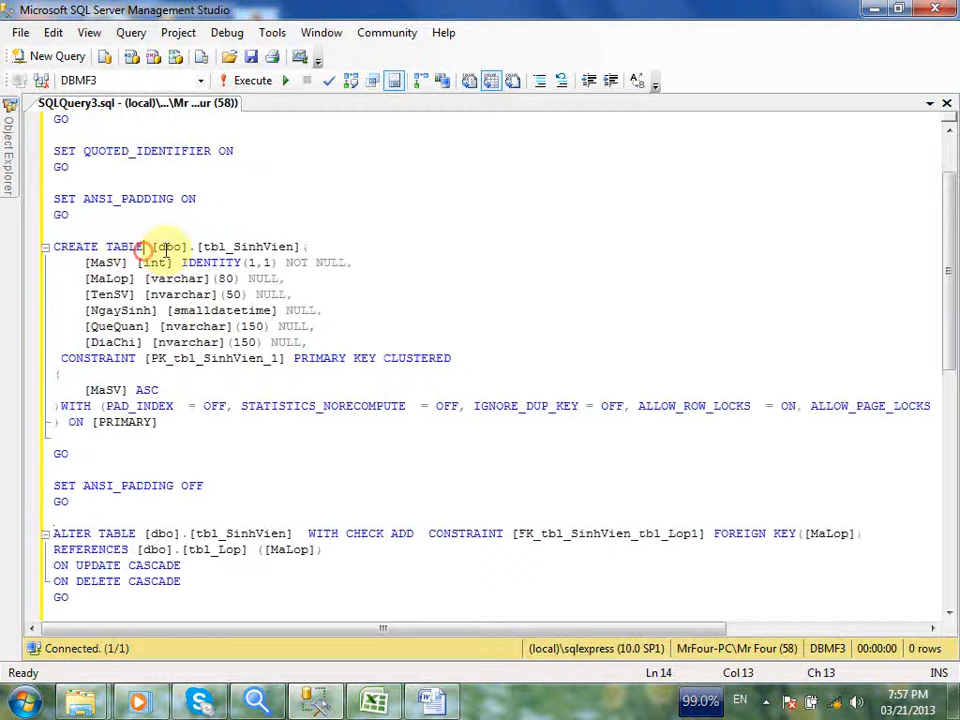 Microsoft SQL Server Management Studio
File Edit View Query Project Debug Tools Window Community Help
New Query
DBMF3 Execute
SQLQuery3.sql - (local)\...\Mr ...ur (58))
Object Explorer
GO
SET QUOTED_IDENTIFIER ON
GO
SET ANSI_PADDING ON
GO
CREATE TABLE [dbo].[tbl_SinhVien](
[MaSV] [int] IDENTITY(1,1) NOT NULL,
[MaLop] [varchar](80) NULL,
[TenSV] [nvarchar](50) NULL,
[NgaySinh] [smalldatetime] NULL,
[QueQuan] [nvarchar](150) NULL,
[DiaChi] [nvarchar](150) NULL,
CONSTRAINT [PK_tbl_SinhVien_1] PRIMARY KEY CLUSTERED
(
[MaSV] ASC
)WITH (PAD_INDEX = OFF, STATISTICS_NORECOMPUTE = OFF, IGNORE_DUP_KEY = OFF, ALLOW_ROW_LOCKS = ON, ALLOW_PAGE_LOCKS
) ON [PRIMARY]
GO
SET ANSI_PADDING OFF
GO
ALTER TABLE [dbo].[tbl_SinhVien] WITH CHECK ADD CONSTRAINT [FK_tbl_SinhVien_tbl_Lop1] FOREIGN KEY([MaLop])
REFERENCES [dbo].[tbl_Lop] ([MaLop])
ON UPDATE CASCADE
ON DELETE CASCADE
GO
Connected. (1/1) (local)\sqlexpress (10.0 SP1) MrFour-PC\Mr Four (58) DBMF3 00:00:00 0 rows
Ready Ln 14 Col 13 Ch 13 INS
99.0% EN 7:57 PM
03/21/2013